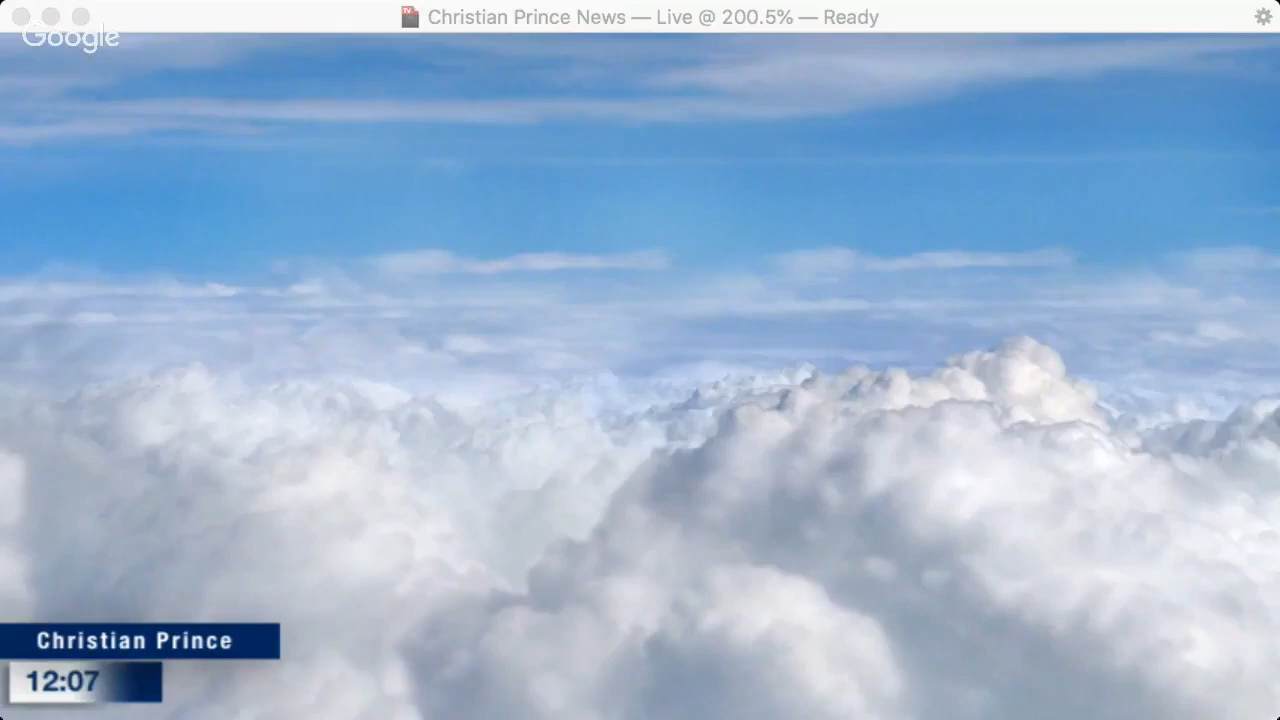 Christian Prince News — Live @ 200.5% — Ready
Google
Christian Prince
12:07